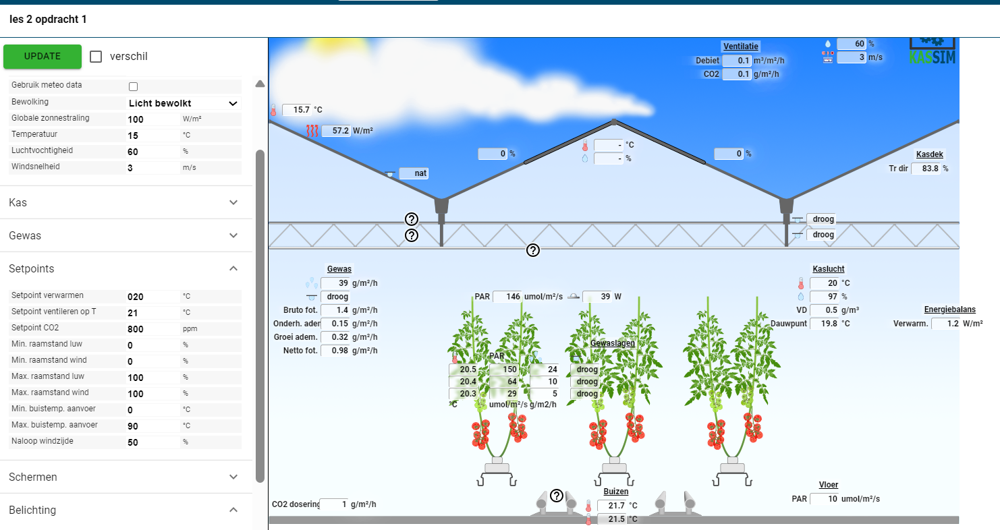 les 2 opdracht 1
UPDATE verschil
Gebruik meteo data
Bewolking Licht bewolkt
Globale zonnestraling 100 W/m²
Temperatuur 15 °C
Luchtvochtigheid 60 %
Windsnelheid 3 m/s
Kas
Gewas
Setpoints
Setpoint verwarmen 020 °C
Setpoint ventileren op T 21 °C
Setpoint CO2 800 ppm
Min. raamstand luw 0 %
Min. raamstand wind 0 %
Max. raamstand luw 100 %
Max. raamstand wind 100 %
Min. buistemp. aanvoer 0 °C
Max. buistemp. aanvoer 90 °C
Naloop windzijde 50 %
Schermen
Belichting
Ventilatie
Debiet 0.1 m³/m²/h
CO2 0.1 g/m²/h
60 %
3 m/s
KASSIM
15.7 °C
57.2 W/m²
0 %
- °C
- %
0 %
nat
Kasdek
Tr dir 83.8 %
?
?
?
droog
droog
Gewas
39 g/m²/h
droog
Bruto fot. 1.4 g/m²/h
Onderh. adem 0.15 g/m²/h
Groei adem. 0.32 g/m²/h
Netto fot. 0.98 g/m²/h
PAR 146 umol/m²/s 39 W
Gewaslagen
PAR
20.5 150 24 droog
20.4 64 10 droog
20.3 29 5 droog
°C umol/m²/s g/m2/h
Kaslucht
20 °C
97 %
VD 0.5 g/m³
Dauwpunt 19.8 °C
Energiebalans
Verwarm. 1.2 W/m²
CO2 dosering 1 g/m²/h
?
Buizen
21.7 °C
21.5 °C
Vloer
PAR 10 umol/m²/s